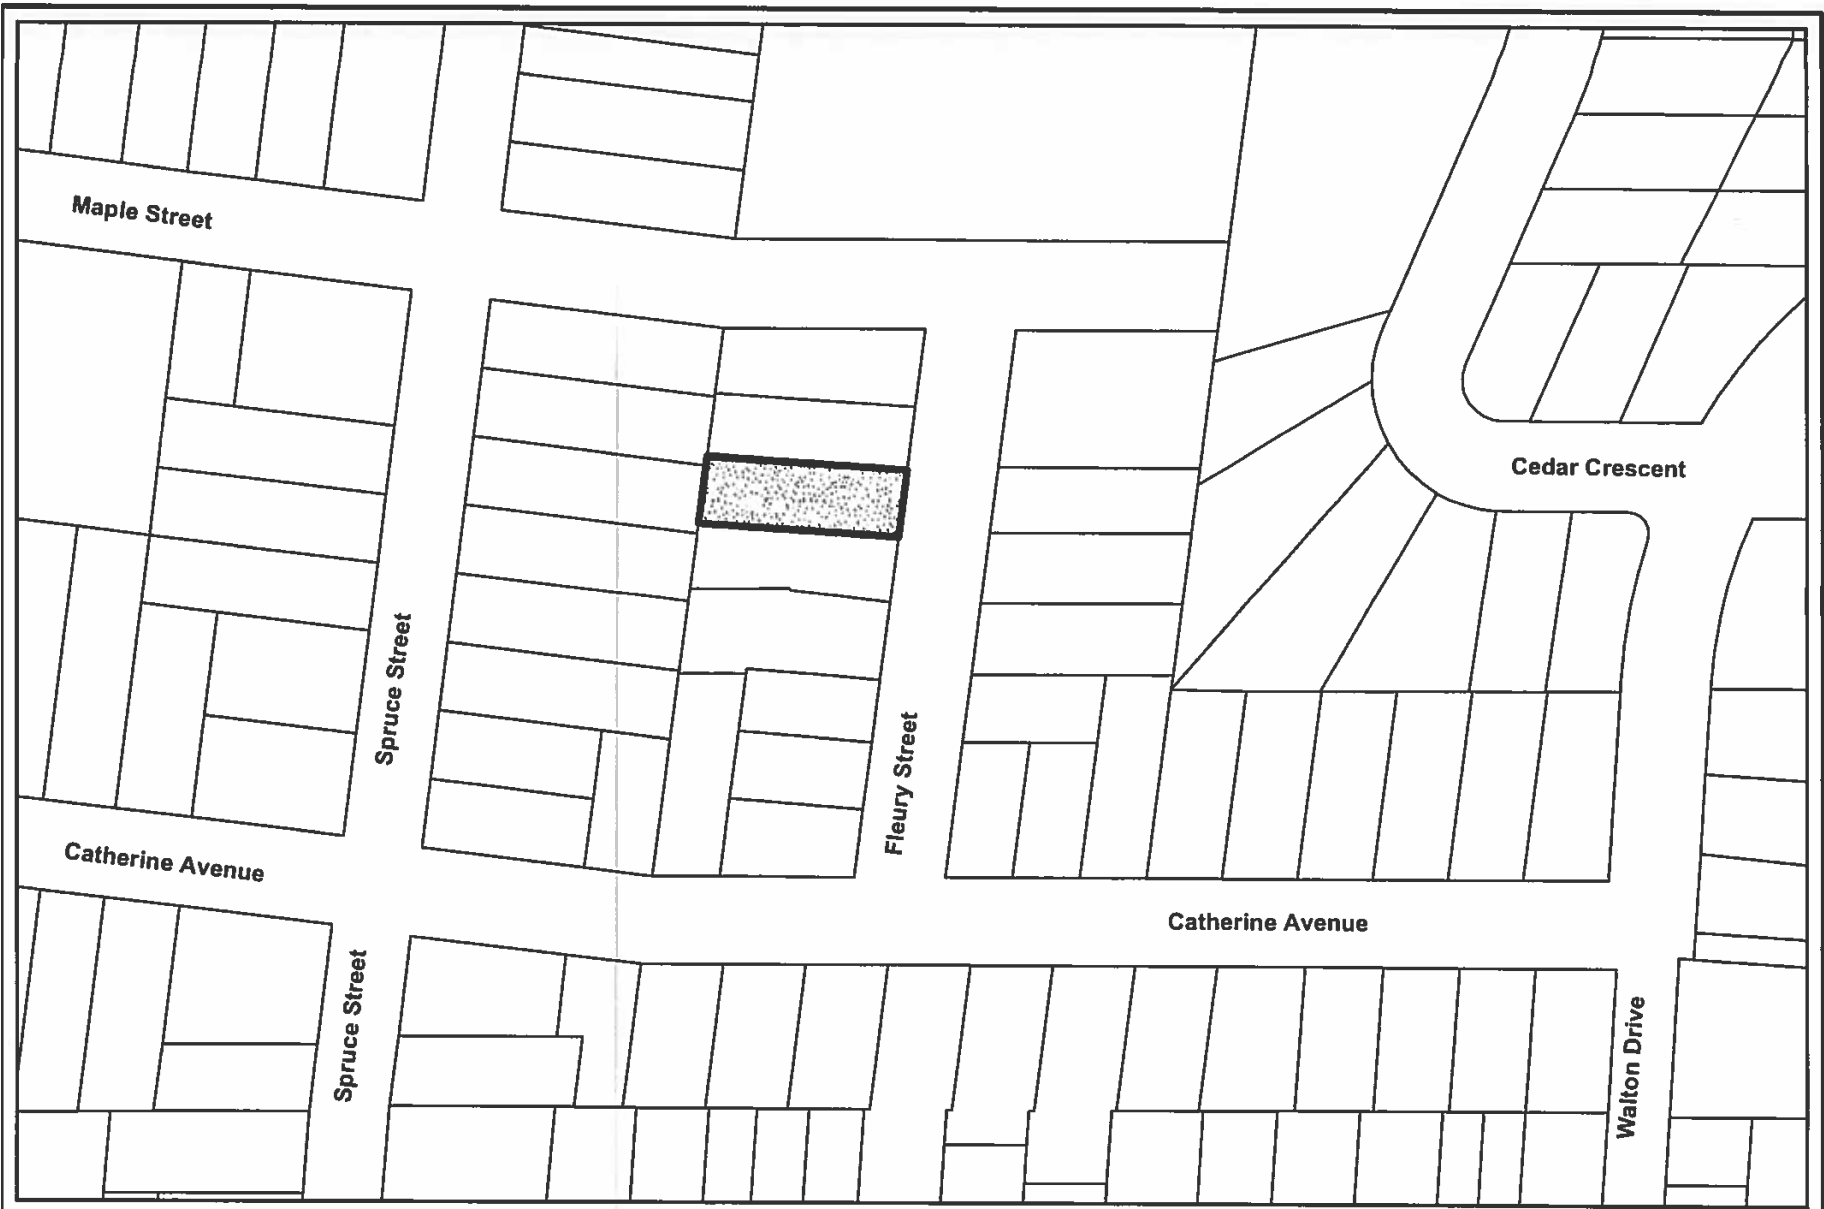 Maple Street
Cedar Crescent
Spruce Street
Fleury Street
Catherine Avenue
Catherine Avenue
Spruce Street
Walton Drive